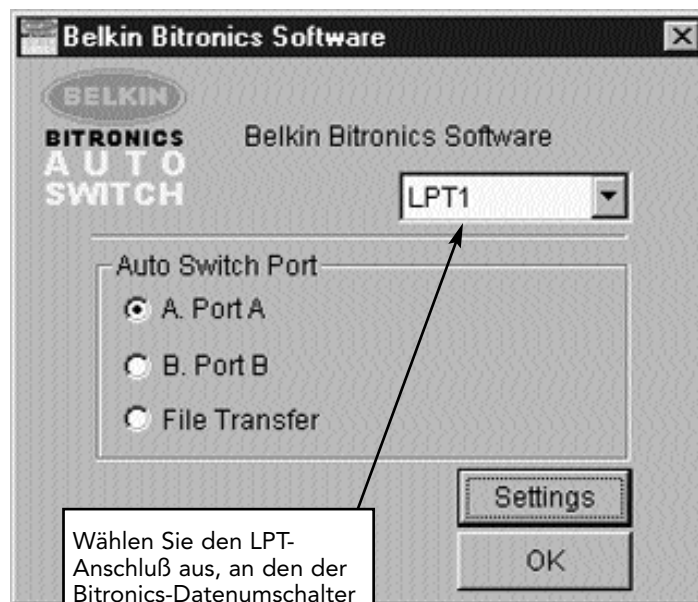 Belkin Bitronics Software
BELKIN
BITRONICS
AUTO
SWITCH
Belkin Bitronics Software
LPT1
Auto Switch Port
A. Port A
B. Port B
File Transfer
Settings
OK
Wählen Sie den LPT-
Anschluß aus, an den der
Bitronics-Datenumschalter